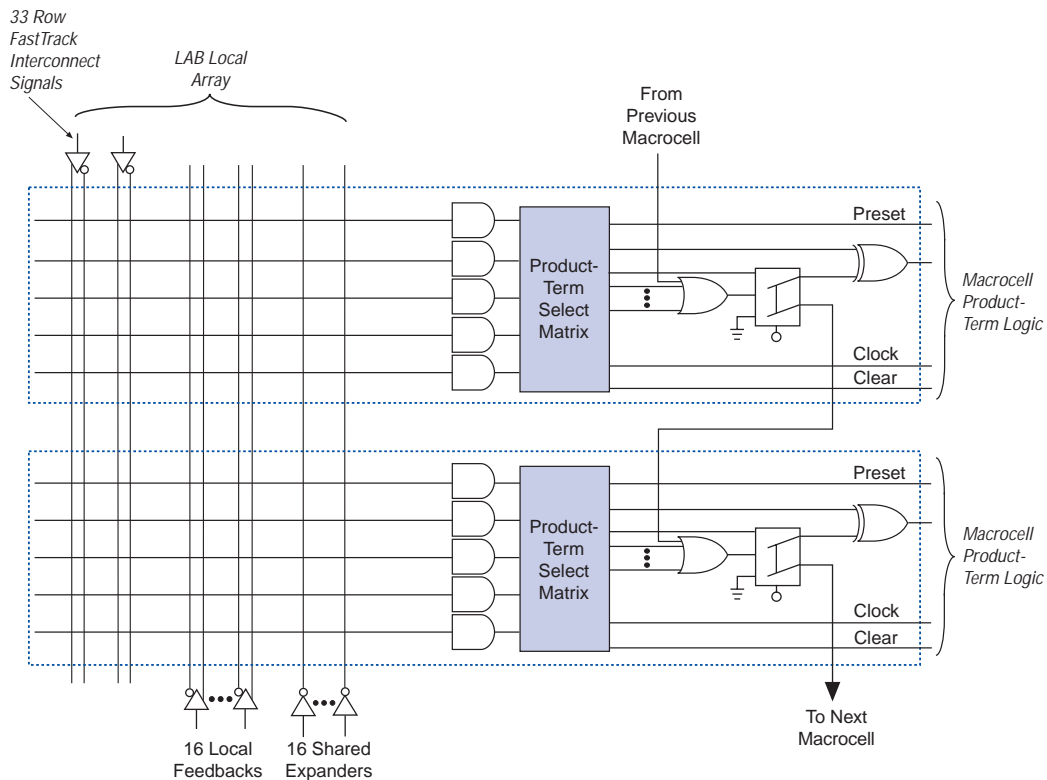 33 Row
FastTrack
Interconnect
Signals
LAB Local
Array
From
Previous
Macrocell
Preset
Product-
Term
Select
Matrix
Clock
Clear
Macrocell
Product-
Term Logic
Preset
Product-
Term
Select
Matrix
Clock
Clear
Macrocell
Product-
Term Logic
16 Local
Feedbacks
16 Shared
Expanders
To Next
Macrocell